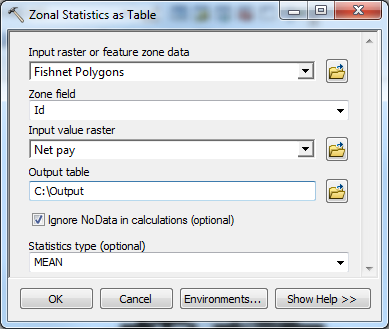 Zonal Statistics as Table
Input raster or feature zone data
Fishnet Polygons
Zone field
Id
Input value raster
Net pay
Output table
C:\Output
Ignore NoData in calculations (optional)
Statistics type (optional)
MEAN
OK Cancel Environments... Show Help >>